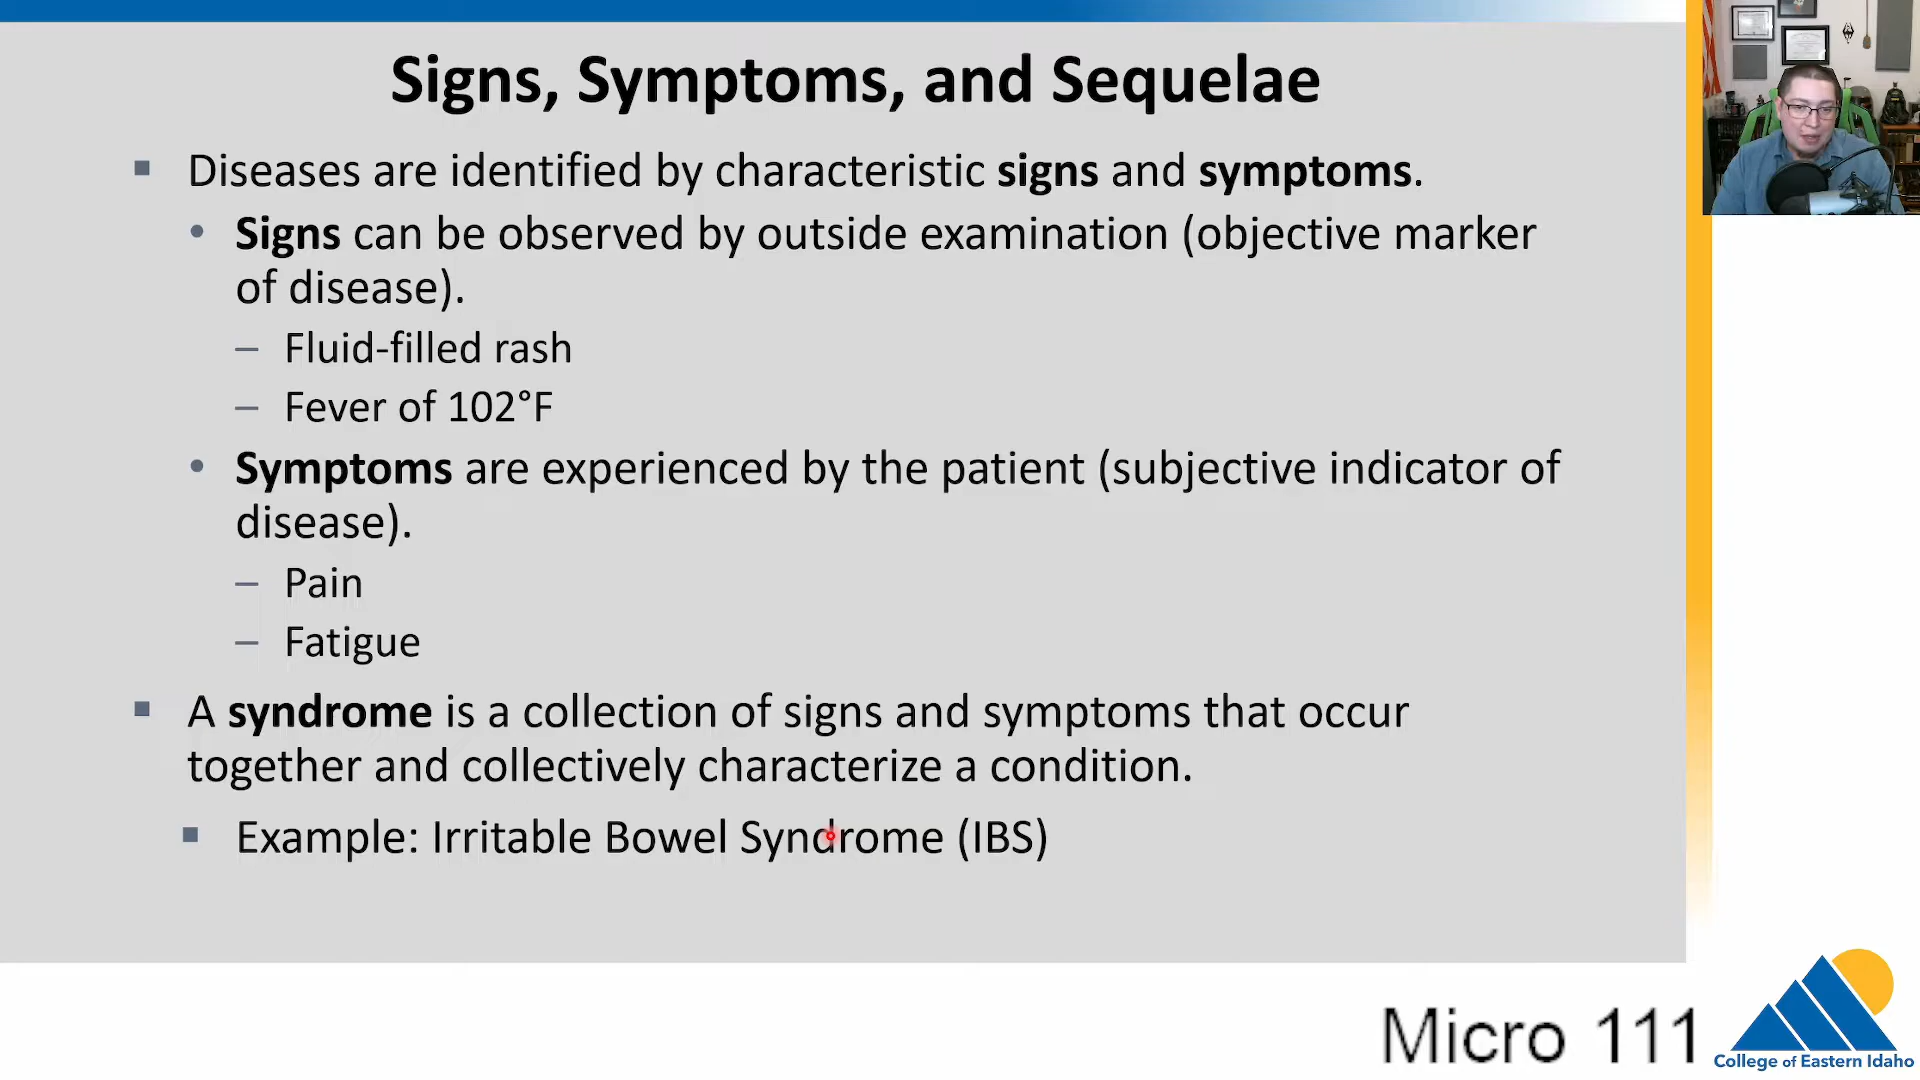 Signs, Symptoms, and Sequelae
Diseases are identified by characteristic signs and symptoms.
Signs can be observed by outside examination (objective marker
of disease).
– Fluid-filled rash
– Fever of 102°F
Symptoms are experienced by the patient (subjective indicator of
disease).
– Pain
– Fatigue
A syndrome is a collection of signs and symptoms that occur
together and collectively characterize a condition.
Example: Irritable Bowel Syndrome (IBS)
Micro 111
College of Eastern Idaho